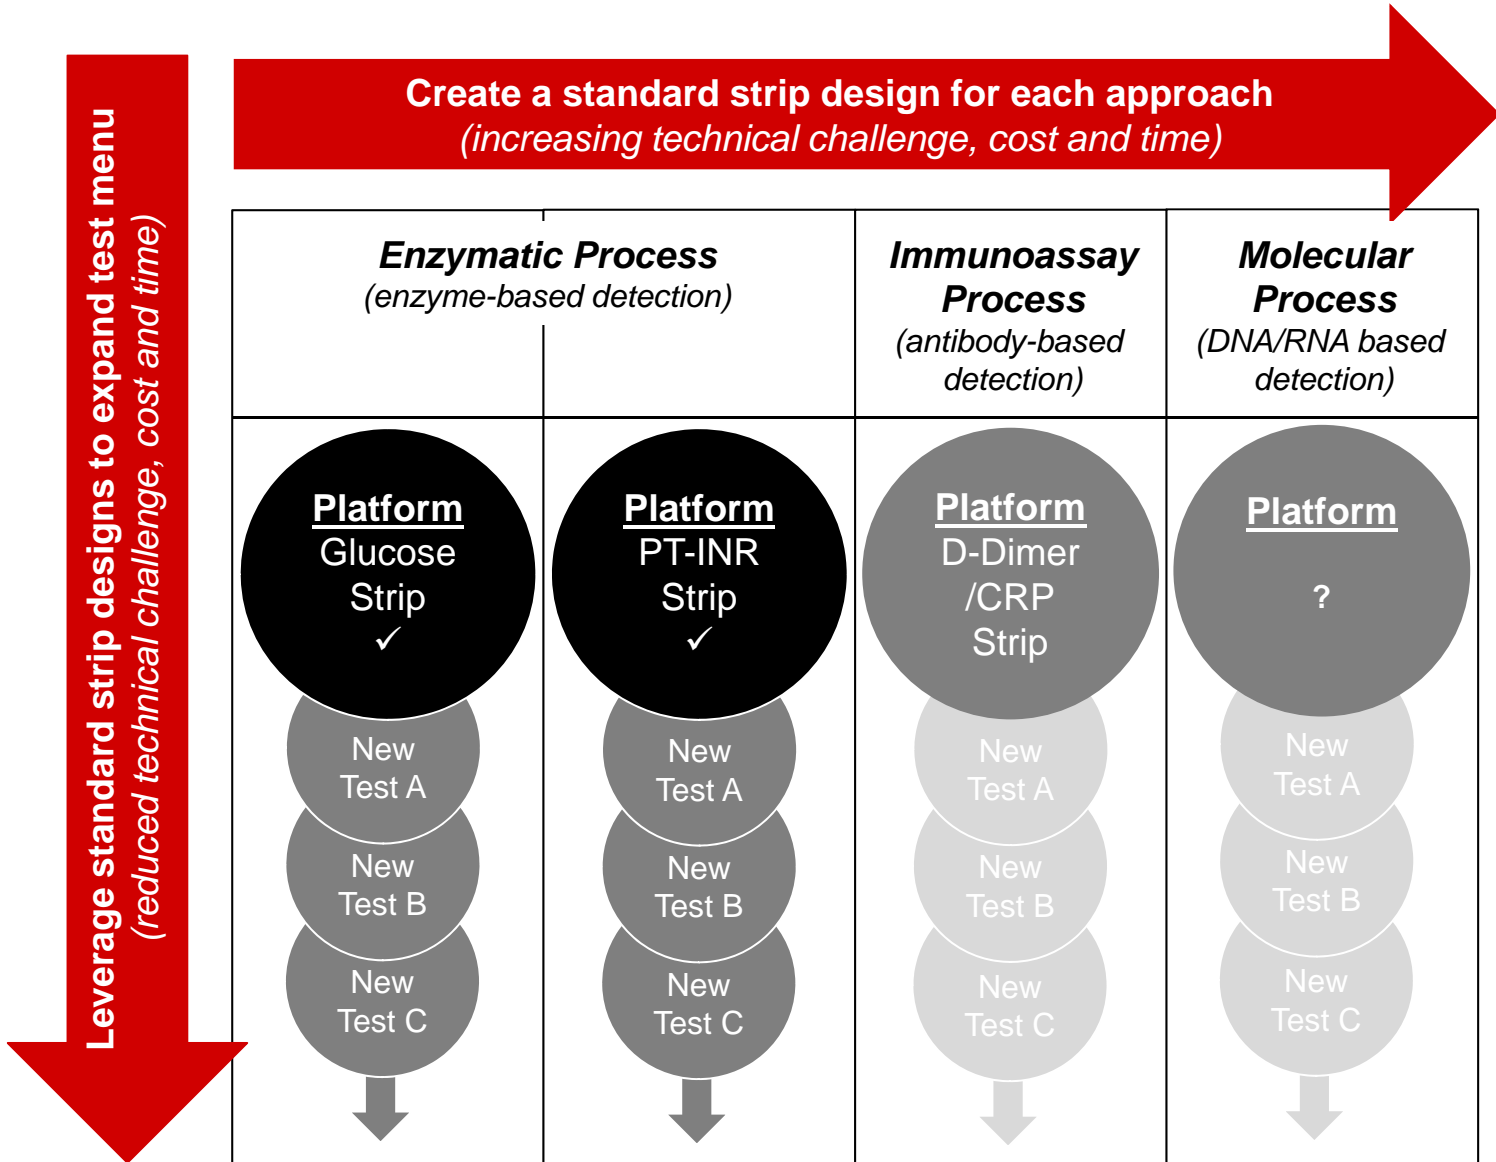 Create a standard strip design for each approach
(increasing technical challenge, cost and time)
Leverage standard strip designs to expand test menu
(reduced technical challenge, cost and time)
Enzymatic Process
(enzyme-based detection)
Immunoassay
Process
(antibody-based
detection)
Molecular
Process
(DNA/RNA based
detection)
Platform
Glucose
Strip
✓
New
Test A
New
Test B
New
Test C
Platform
PT-INR
Strip
✓
New
Test A
New
Test B
New
Test C
Platform
D-Dimer
/CRP
Strip
New
Test A
New
Test B
New
Test C
Platform
?
New
Test A
New
Test B
New
Test C